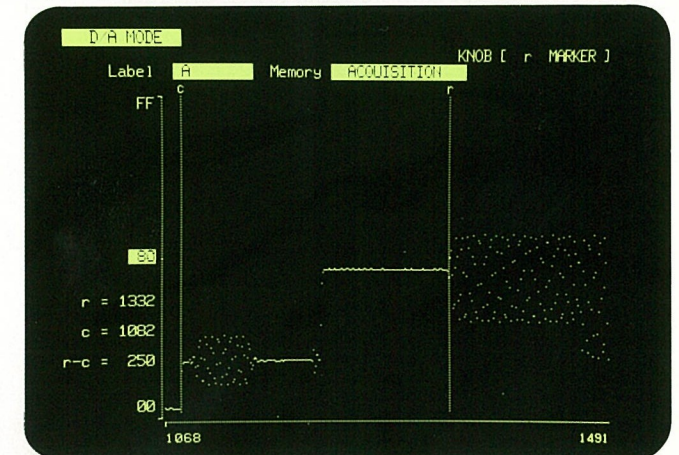 D/A MODE
KNOB [ r MARKER ]
Label A Memory ACQUISITION
c r
FF
80
r = 1332
c = 1082
r-c = 250
00
1068 1491